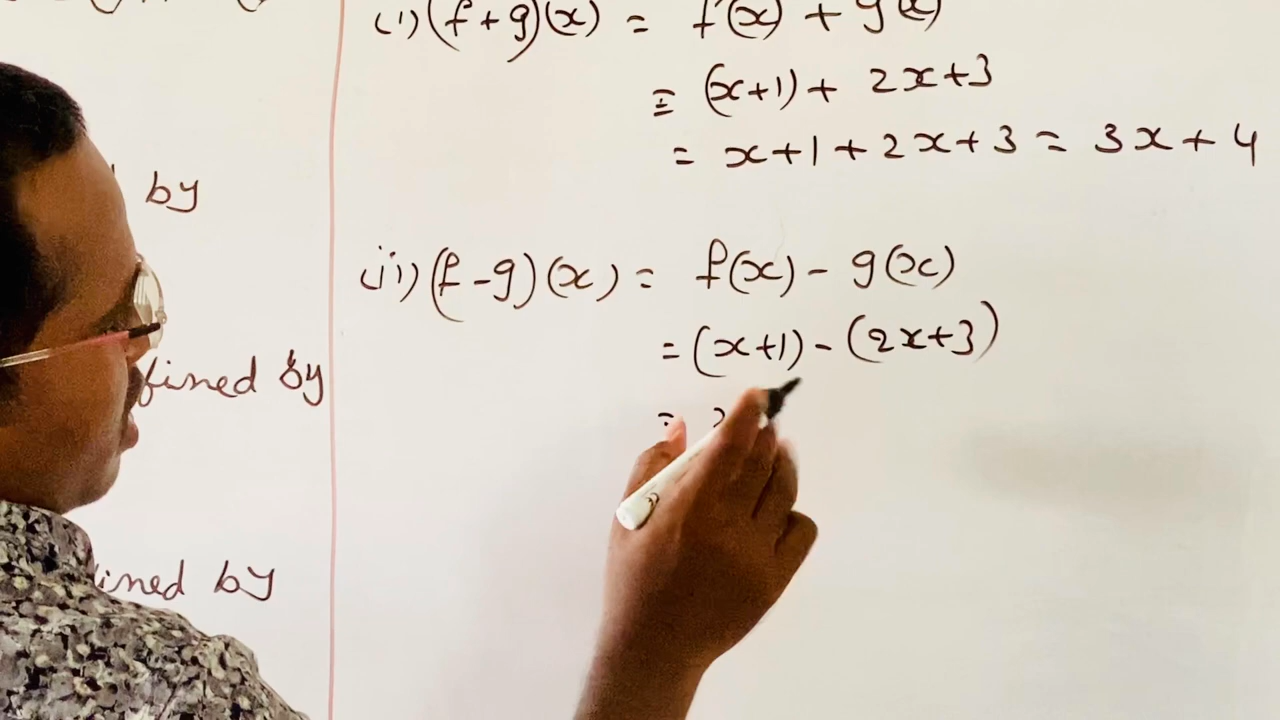 by
fined by
ined by
(i) (f+g)(x) = f(x) + g(x)
= (x+1) + 2x+3
= x+1+2x+3 = 3x+4
(ii) (f-g)(x) = f(x) - g(x)
= (x+1) - (2x+3)
=